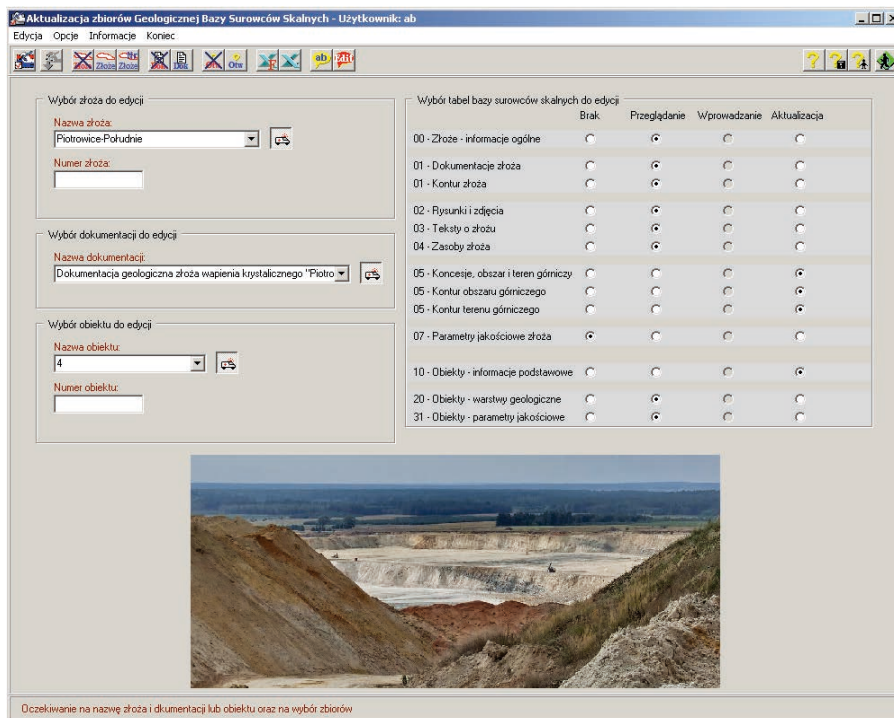 Aktualizacja zbiorów Geologicznej Bazy Surowców Skalnych - Użytkownik: ab
Edycja Opcje Informacje Koniec
Złoże Złoże Dok Otw ab
Wybór złoża do edycji
Nazwa złoża:
Piotrowice-Południe
Numer złoża:
Wybór dokumentacji do edycji
Nazwa dokumentacji:
Dokumentacja geologiczna złoża wapienia krystalicznego "Piotro
Wybór obiektu do edycji
Nazwa obiektu:
4
Numer obiektu:
Wybór tabel bazy surowców skalnych do edycji
Brak Przeglądanie Wprowadzanie Aktualizacja
00 - Złoże - informacje ogólne
01 - Dokumentacje złoża
01 - Kontur złoża
02 - Rysunki i zdjęcia
03 - Teksty o złożu
04 - Zasoby złoża
05 - Koncesje, obszar i teren górniczy
05 - Kontur obszaru górniczego
05 - Kontur terenu górniczego
07 - Parametry jakościowe złoża
10 - Obiekty - informacje podstawowe
20 - Obiekty - warstwy geologiczne
31 - Obiekty - parametry jakościowe
Oczekiwanie na nazwę złoża i dkumentacji lub obiektu oraz na wybór zbiorów